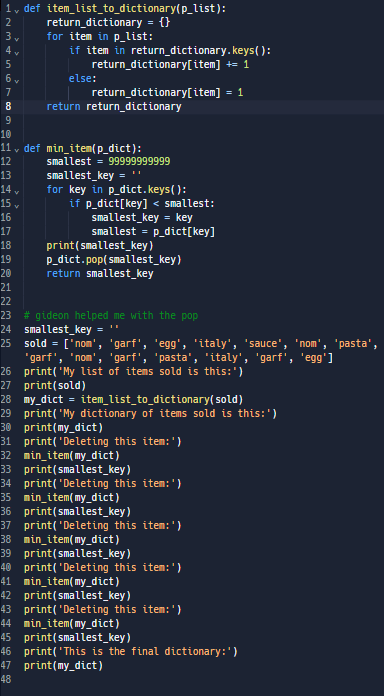 1 def item_list_to_dictionary(p_list):
2     return_dictionary = {}
3     for item in p_list:
4         if item in return_dictionary.keys():
5             return_dictionary[item] += 1
6         else:
7             return_dictionary[item] = 1
8     return return_dictionary
9
10
11 def min_item(p_dict):
12     smallest = 99999999999
13     smallest_key = ''
14     for key in p_dict.keys():
15         if p_dict[key] < smallest:
16             smallest_key = key
17             smallest = p_dict[key]
18     print(smallest_key)
19     p_dict.pop(smallest_key)
20     return smallest_key
21
22
23 # gideon helped me with the pop
24 smallest_key = ''
25 sold = ['nom', 'garf', 'egg', 'italy', 'sauce', 'nom', 'pasta',
'garf', 'nom', 'garf', 'pasta', 'italy', 'garf', 'egg']
26 print('My list of items sold is this:')
27 print(sold)
28 my_dict = item_list_to_dictionary(sold)
29 print('My dictionary of items sold is this:')
30 print(my_dict)
31 print('Deleting this item:')
32 min_item(my_dict)
33 print(smallest_key)
34 print('Deleting this item:')
35 min_item(my_dict)
36 print(smallest_key)
37 print('Deleting this item:')
38 min_item(my_dict)
39 print(smallest_key)
40 print('Deleting this item:')
41 min_item(my_dict)
42 print(smallest_key)
43 print('Deleting this item:')
44 min_item(my_dict)
45 print(smallest_key)
46 print('This is the final dictionary:')
47 print(my_dict)
48